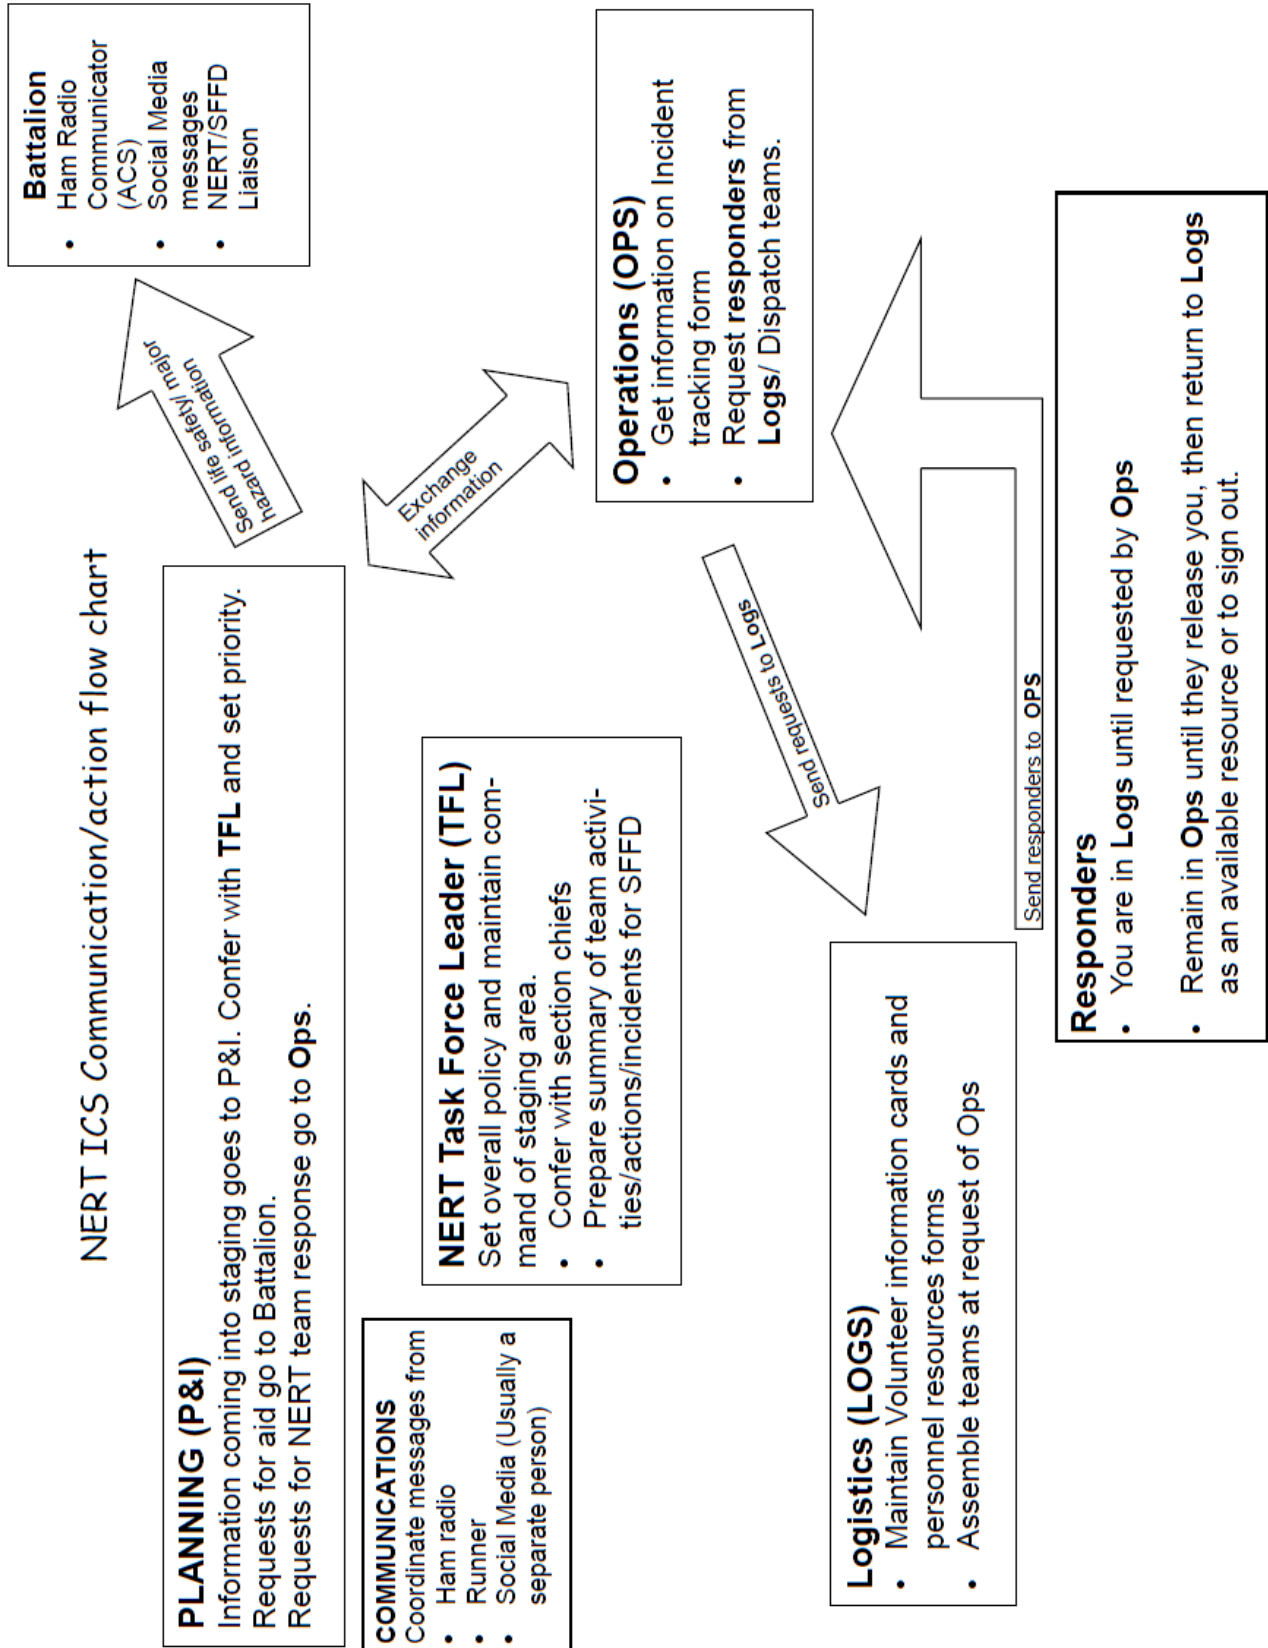 NERT ICS Communication/action flow chart
PLANNING (P&I)
Information coming into staging goes to P&I. Confer with TFL and set priority.
Requests for aid go to Battalion.
Requests for NERT team response go to Ops.
Send life safety/ major
hazard information
Battalion
• Ham Radio
Communicator
(ACS)
• Social Media
messages
• NERT/SFFD
Liaison
COMMUNICATIONS
Coordinate messages from
• Ham radio
• Runner
• Social Media (Usually a
separate person)
NERT Task Force Leader (TFL)
Set overall policy and maintain com-
mand of staging area.
• Confer with section chiefs
• Prepare summary of team activi-
ties/actions/incidents for SFFD
Exchange
information
Operations (OPS)
• Get information on Incident
tracking form
• Request responders from
Logs/ Dispatch teams.
Send requests to Logs
Logistics (LOGS)
• Maintain Volunteer information cards and
personnel resources forms
• Assemble teams at request of Ops
Send responders to OPS
Responders
• You are in Logs until requested by Ops
• Remain in Ops until they release you, then return to Logs
as an available resource or to sign out.